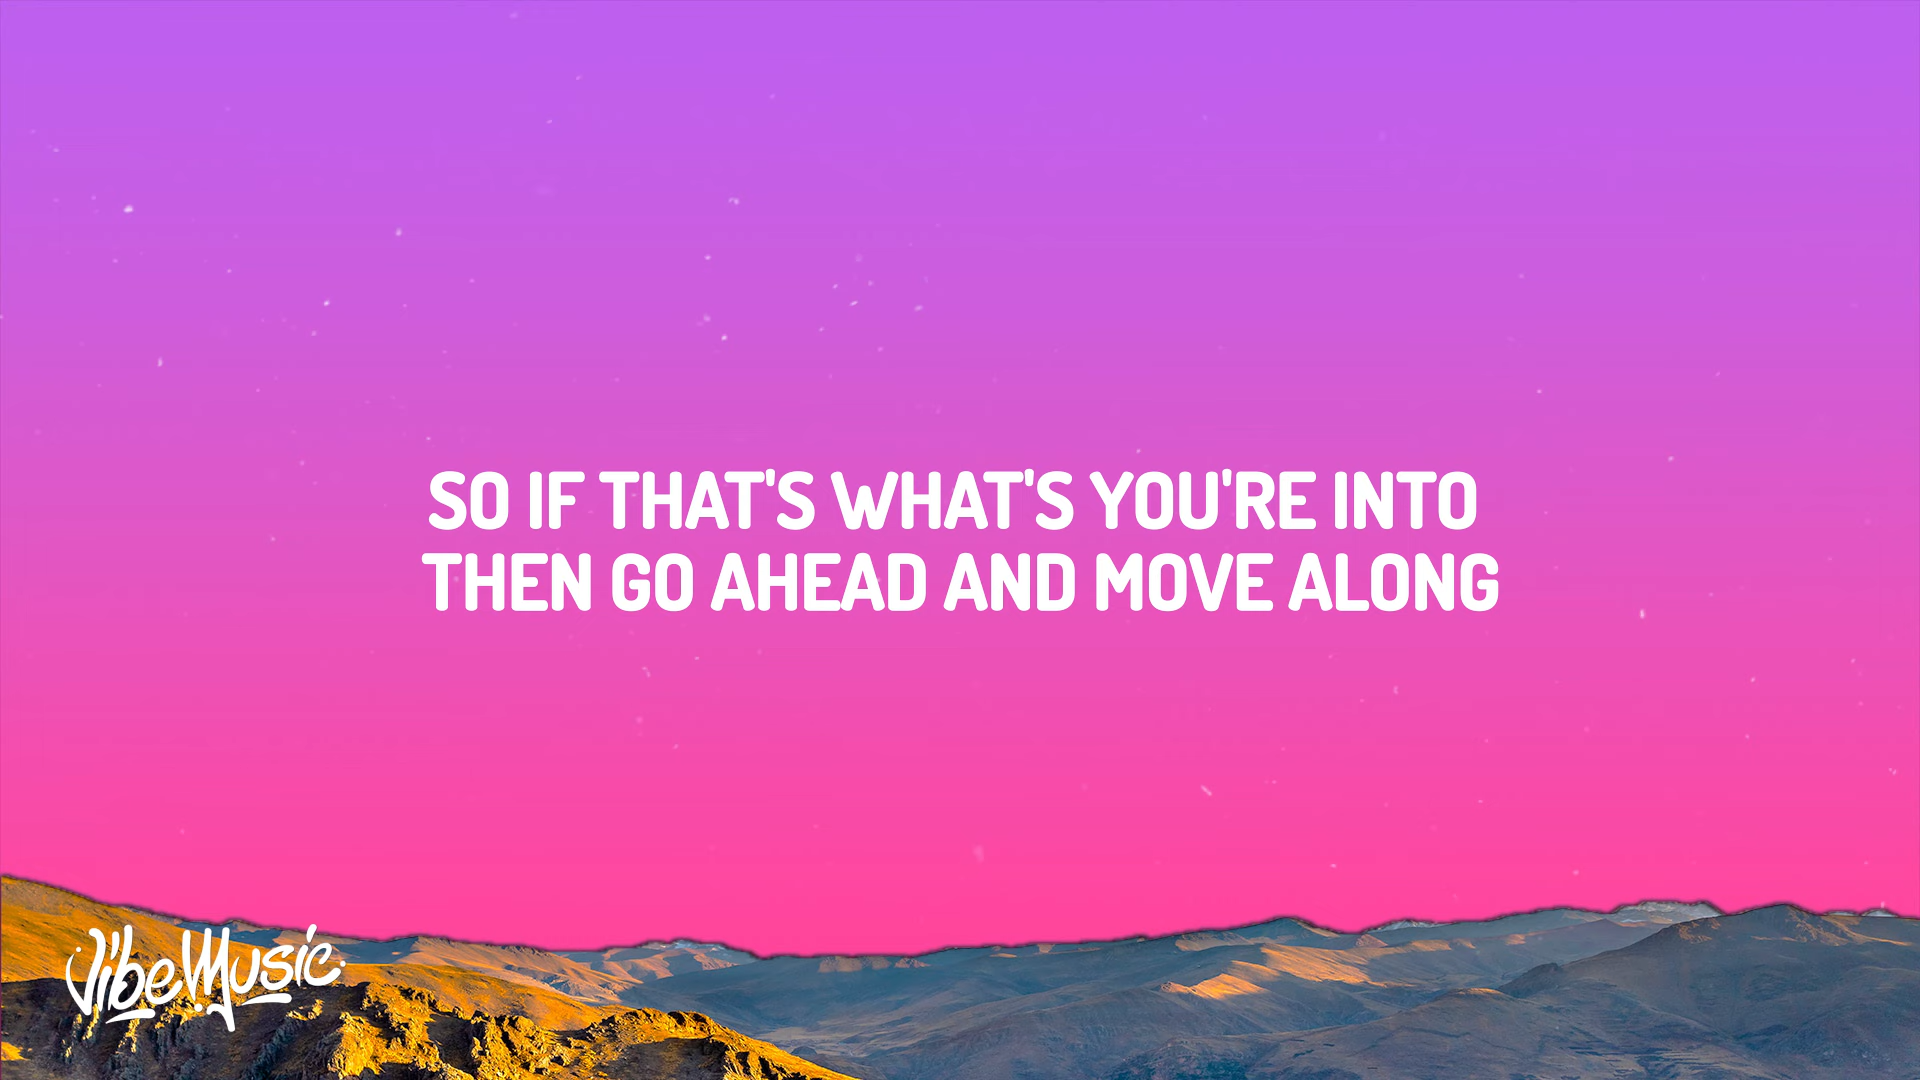 SO IF THAT'S WHAT'S YOU'RE INTO
THEN GO AHEAD AND MOVE ALONG
VibeMusic